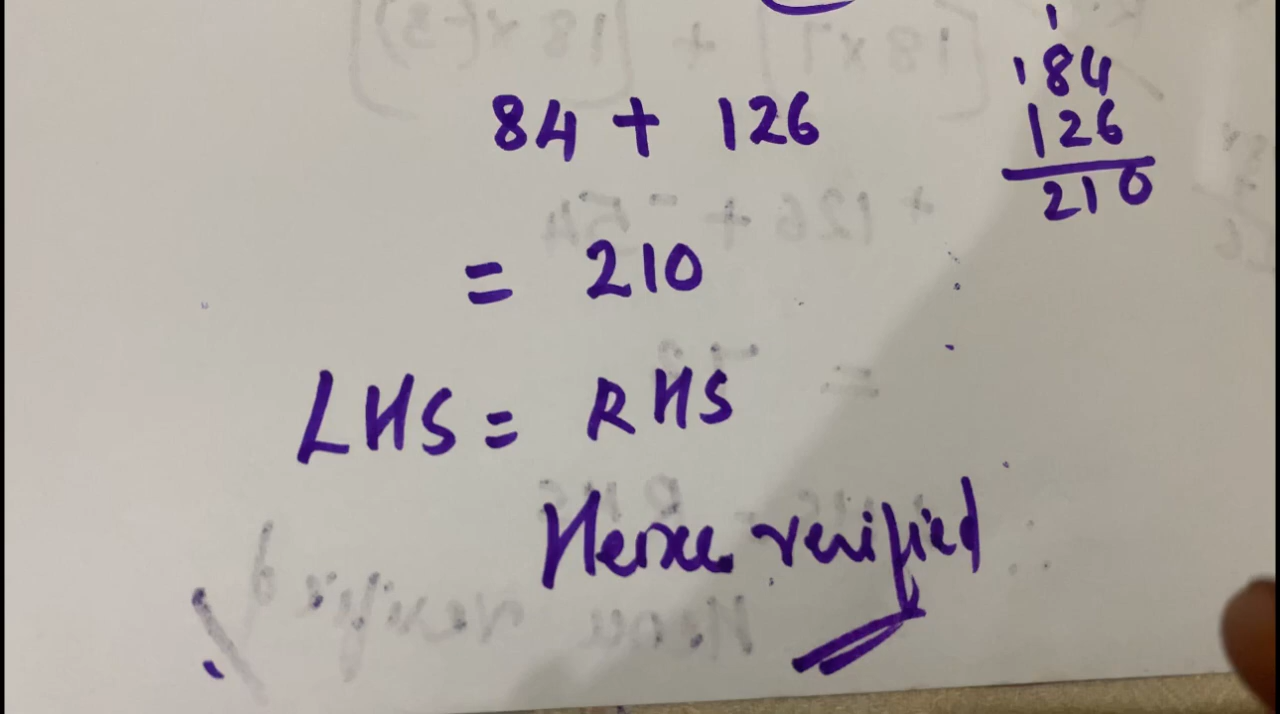 84 + 126
1
184
126
210
= 210
LHS = RHS
Hence verified